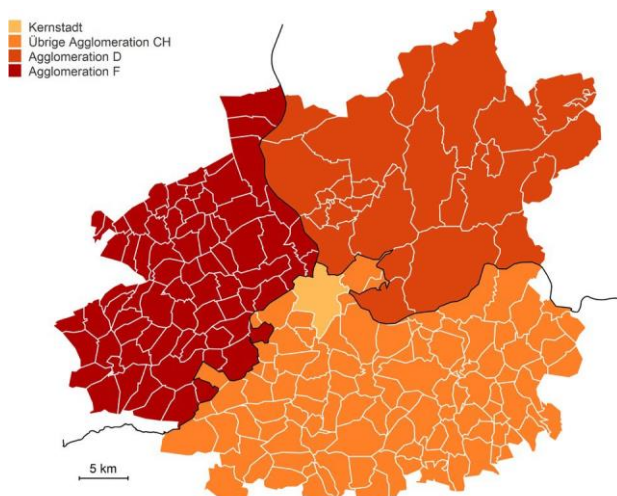 Kernstadt
Übrige Agglomeration CH
Agglomeration D
Agglomeration F
5 km